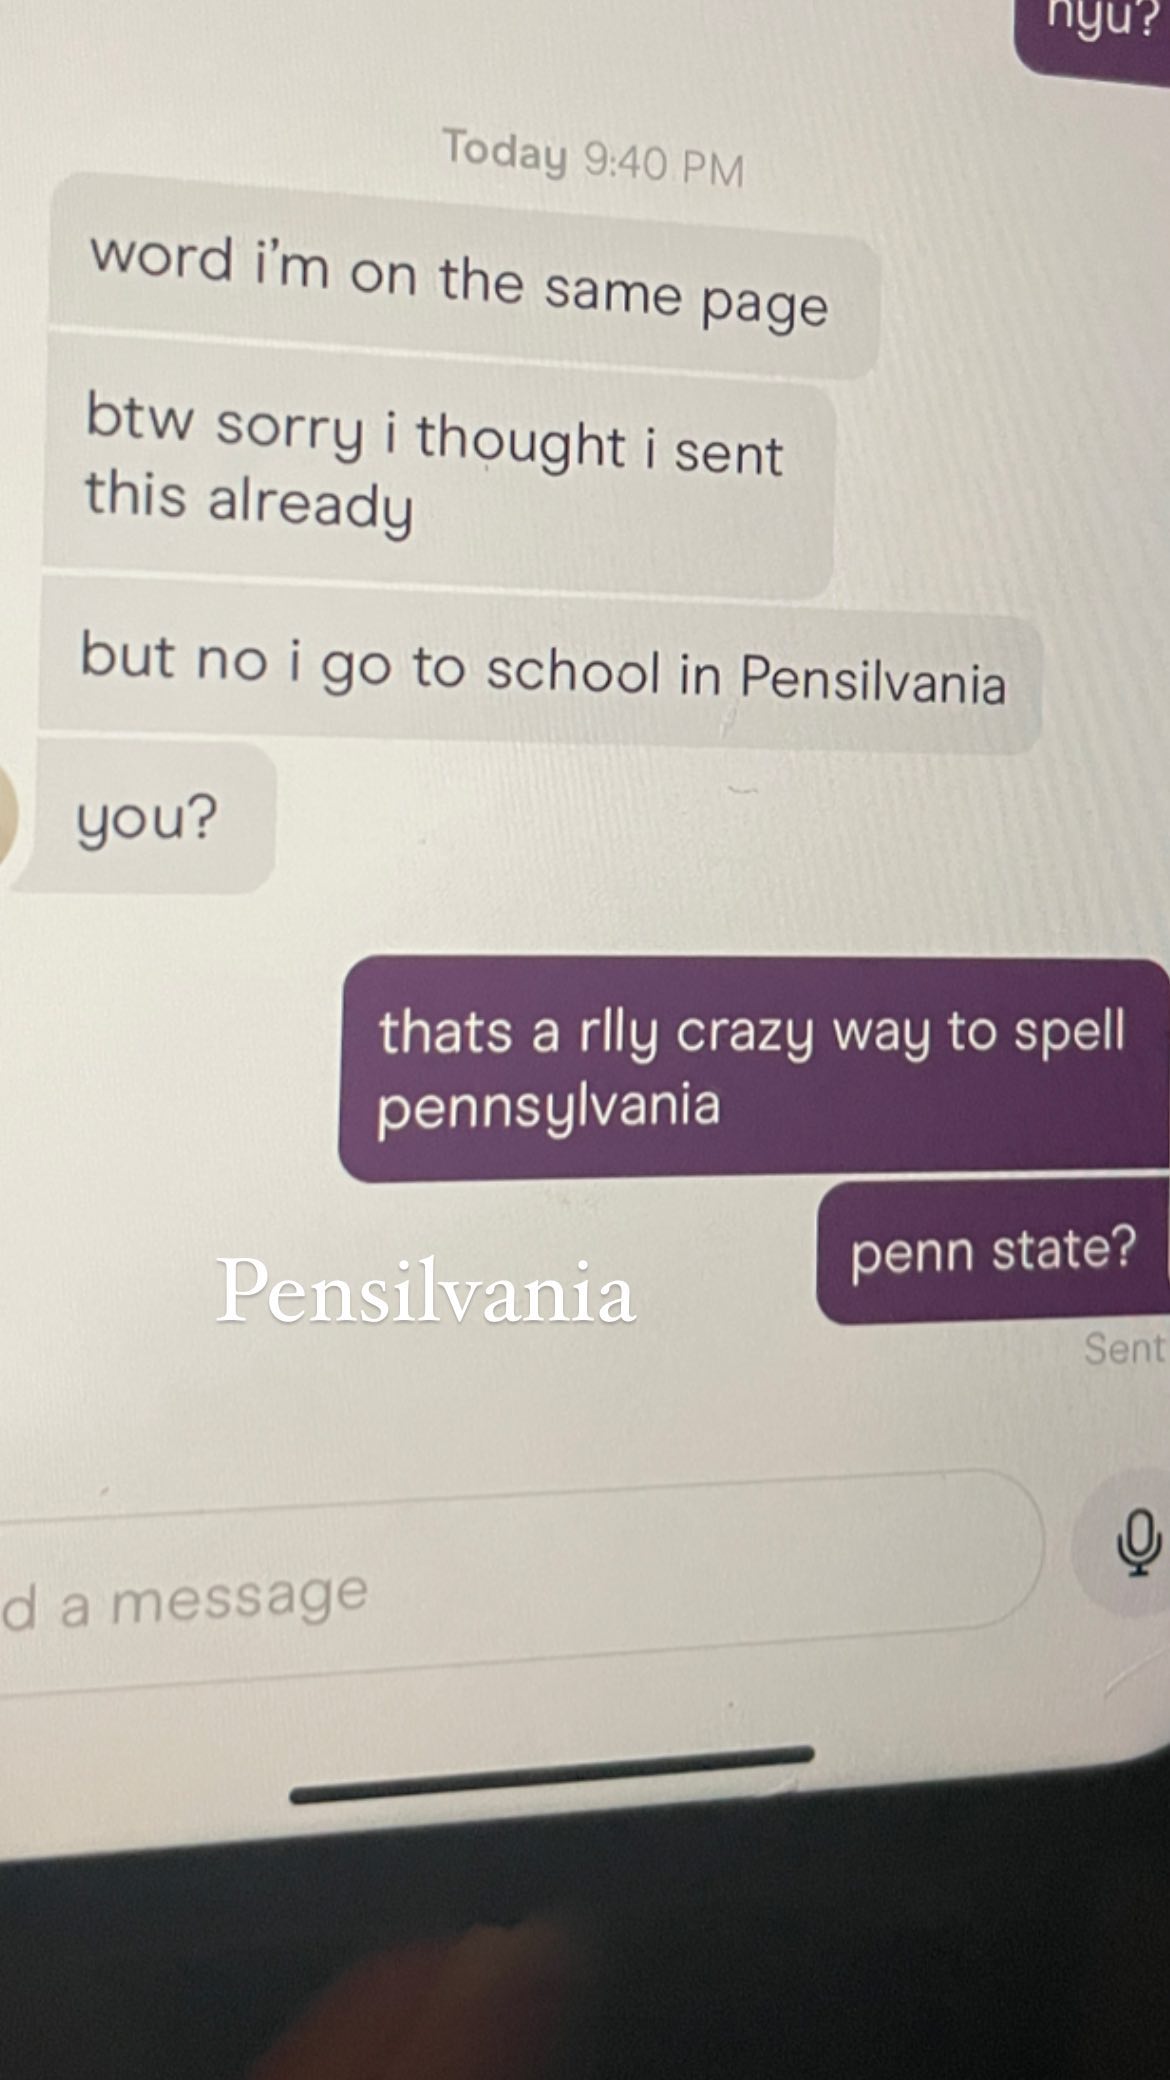 nyu?
Today 9:40 PM
word i'm on the same page
btw sorry i thought i sent
this already
but no i go to school in Pensilvania
you?
thats a rlly crazy way to spell
pennsylvania
penn state?
Pensilvania
Sent
d a message